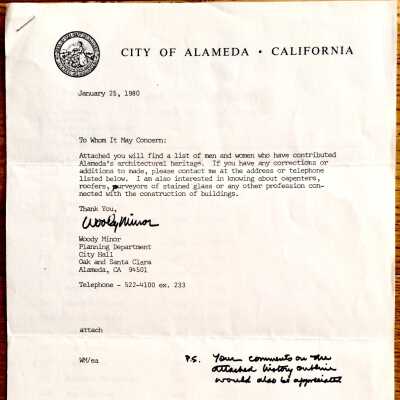 CITY OF ALAMEDA • CALIFORNIA
January 25, 1980
To Whom It May Concern:
Attached you will find a list of men and women who have contributed
Alameda's architectural heritage. If you have any corrections or
additions to made, please contact me at the address or telephone
listed below. I am also interested in knowing about capenters,
roofers, purveyors of stained glass or any other profession con-
nected with the construction of buildings.
Thank You,
Woody Minor
Woody Minor
Planning Department
City Hall
Oak and Santa Clara
Alameda, CA 94501
Telephone - 522-4100 ex. 233
attach
WM/ea
P.S. Your comments on the
attached history outline
would also be appreciated